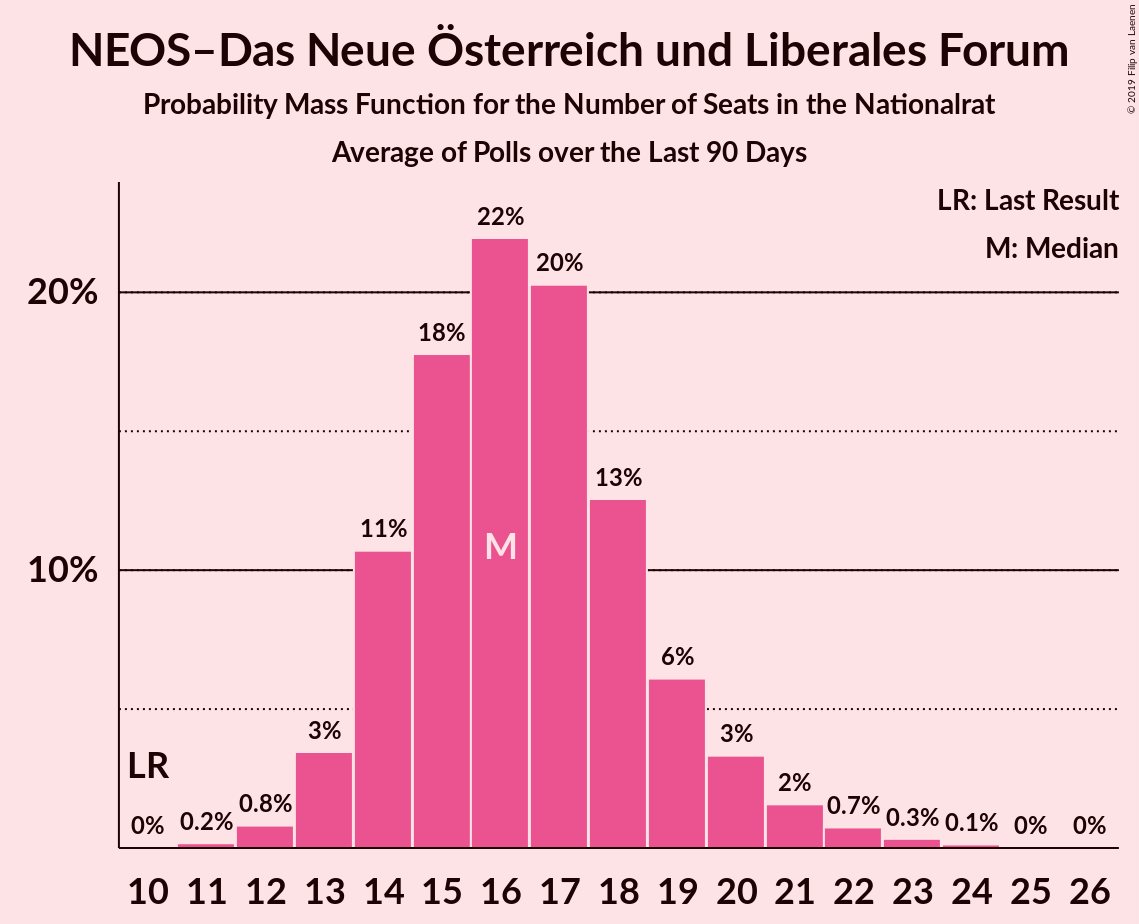 NEOS–Das Neue Österreich und Liberales Forum
Probability Mass Function for the Number of Seats in the Nationalrat
Average of Polls over the Last 90 Days
© 2019 Filip van Laenen
LR: Last Result
M: Median
20%
10%
LR
M
0% 0.2% 0.8% 3% 11% 18% 22% 20% 13% 6% 3% 2% 0.7% 0.3% 0.1% 0% 0%
10 11 12 13 14 15 16 17 18 19 20 21 22 23 24 25 26